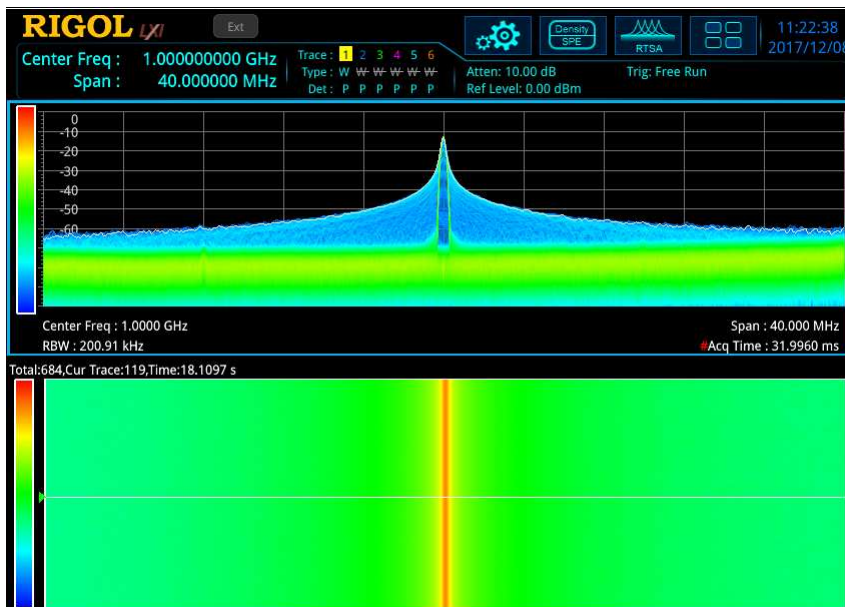 RIGOL LXI Ext Density SPE RTSA 11:22:38
2017/12/08
Center Freq : 1.000000000 GHz
Span : 40.000000 MHz
Trace : 1 2 3 4 5 6
Type : W W W W W W
Det : P P P P P P
Atten: 10.00 dB
Ref Level: 0.00 dBm
Trig: Free Run
0
-10
-20
-30
-40
-50
-60
Center Freq : 1.0000 GHz
Span : 40.000 MHz
RBW : 200.91 kHz
#Acq Time : 31.9960 ms
Total:684,Cur Trace:119,Time:18.1097 s